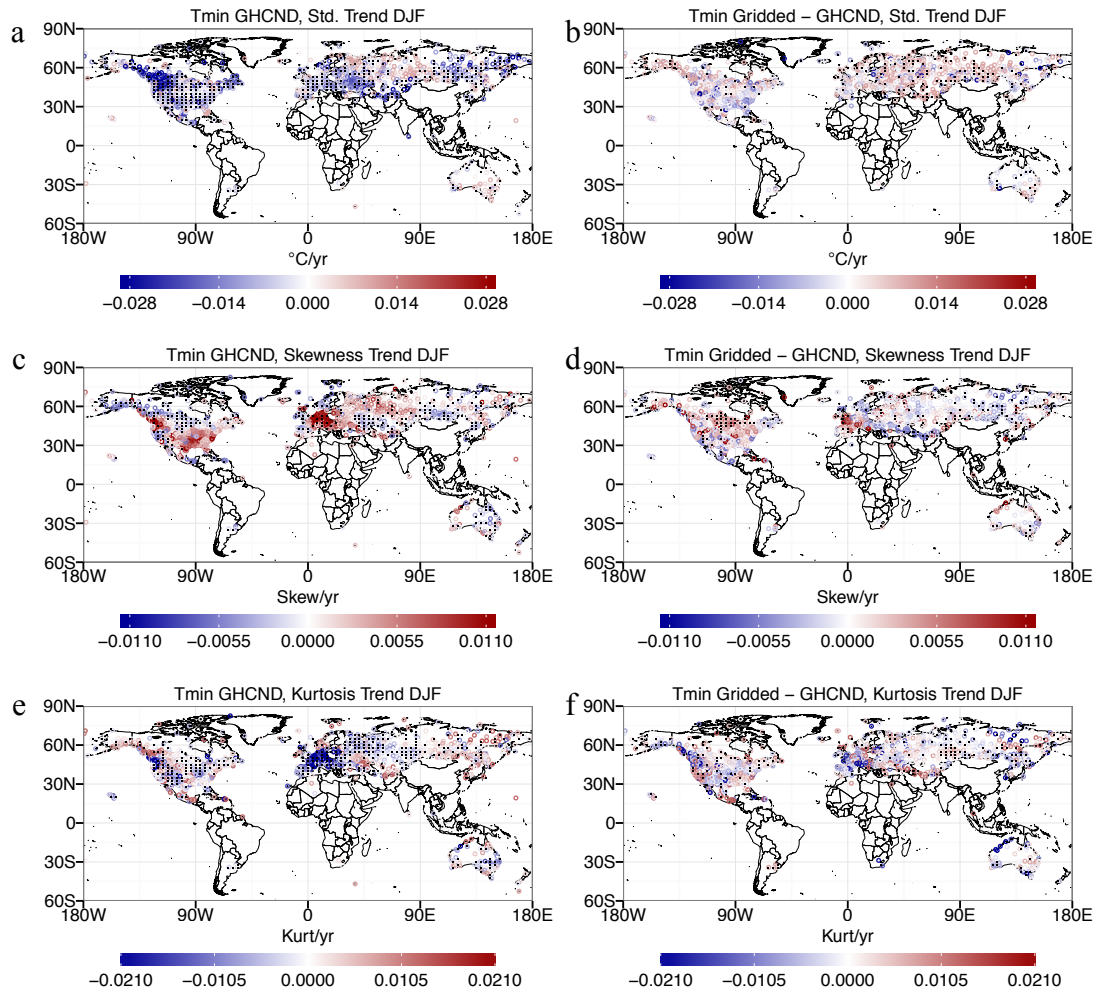 a
Tmin GHCND, Std. Trend DJF
90N
60N
30N
0
30S
60S
180W 90W 0 90E 180E
°C/yr
−0.028 −0.014 0.000 0.014 0.028
b
Tmin Gridded − GHCND, Std. Trend DJF
90N
60N
30N
0
30S
60S
180W 90W 0 90E 180E
°C/yr
−0.028 −0.014 0.000 0.014 0.028
c
Tmin GHCND, Skewness Trend DJF
90N
60N
30N
0
30S
60S
180W 90W 0 90E 180E
Skew/yr
−0.0110 −0.0055 0.0000 0.0055 0.0110
d
Tmin Gridded − GHCND, Skewness Trend DJF
90N
60N
30N
0
30S
60S
180W 90W 0 90E 180E
Skew/yr
−0.0110 −0.0055 0.0000 0.0055 0.0110
e
Tmin GHCND, Kurtosis Trend DJF
90N
60N
30N
0
30S
60S
180W 90W 0 90E 180E
Kurt/yr
−0.0210 −0.0105 0.0000 0.0105 0.0210
f
Tmin Gridded − GHCND, Kurtosis Trend DJF
90N
60N
30N
0
30S
60S
180W 90W 0 90E 180E
Kurt/yr
−0.0210 −0.0105 0.0000 0.0105 0.0210